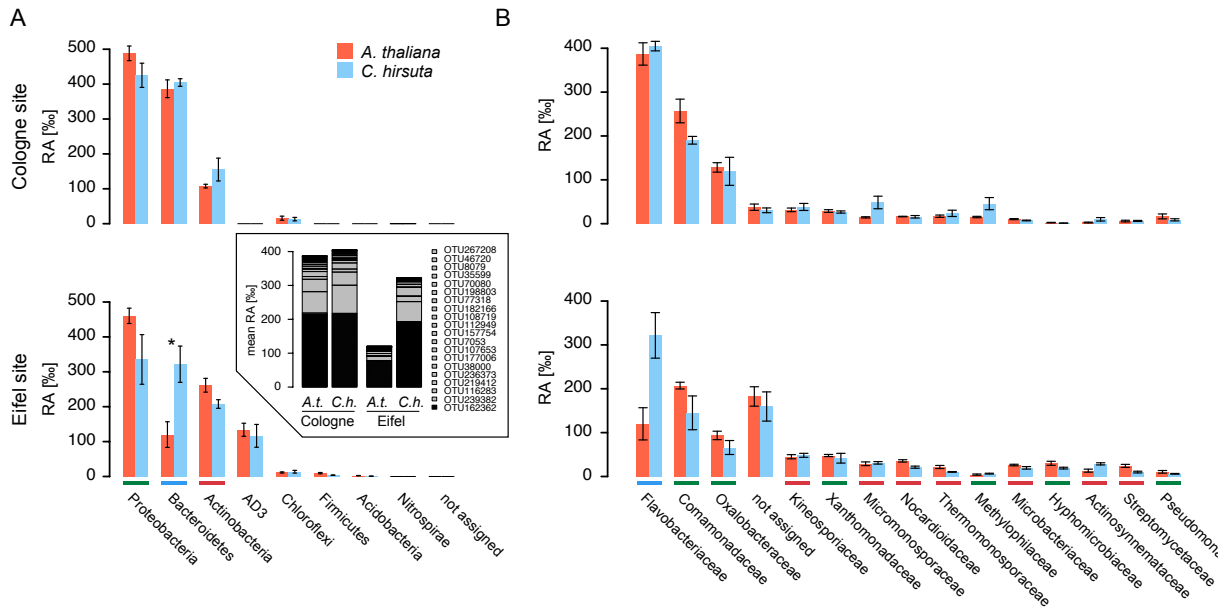 A
B
Cologne site
RA [‰]
500
400
300
200
100
0
A. thaliana
C. hirsuta
RA [‰]
400
300
200
100
0
Eifel site
RA [‰]
500
400
300
200
100
0
*
mean RA [‰]
400
300
200
100
0
A.t. C.h. A.t. C.h.
Cologne Eifel
OTU267208
OTU46720
OTU8079
OTU35599
OTU70080
OTU198803
OTU77318
OTU182166
OTU108719
OTU112949
OTU157754
OTU7053
OTU107653
OTU177006
OTU38000
OTU236373
OTU219412
OTU116283
OTU239382
OTU162362
Proteobacteria
Bacteroidetes
Actinobacteria
AD3
Chloroflexi
Firmicutes
Acidobacteria
Nitrospirae
not assigned
RA [‰]
400
300
200
100
0
Flavobacteriaceae
Comamonadaceae
Oxalobacteraceae
not assigned
Kineosporiaceae
Xanthomonadaceae
Micromonosporaceae
Nocardioidaceae
Thermomonosporaceae
Methylophilaceae
Microbacteriaceae
Hyphomicrobiaceae
Actinosynnemataceae
Streptomycetaceae